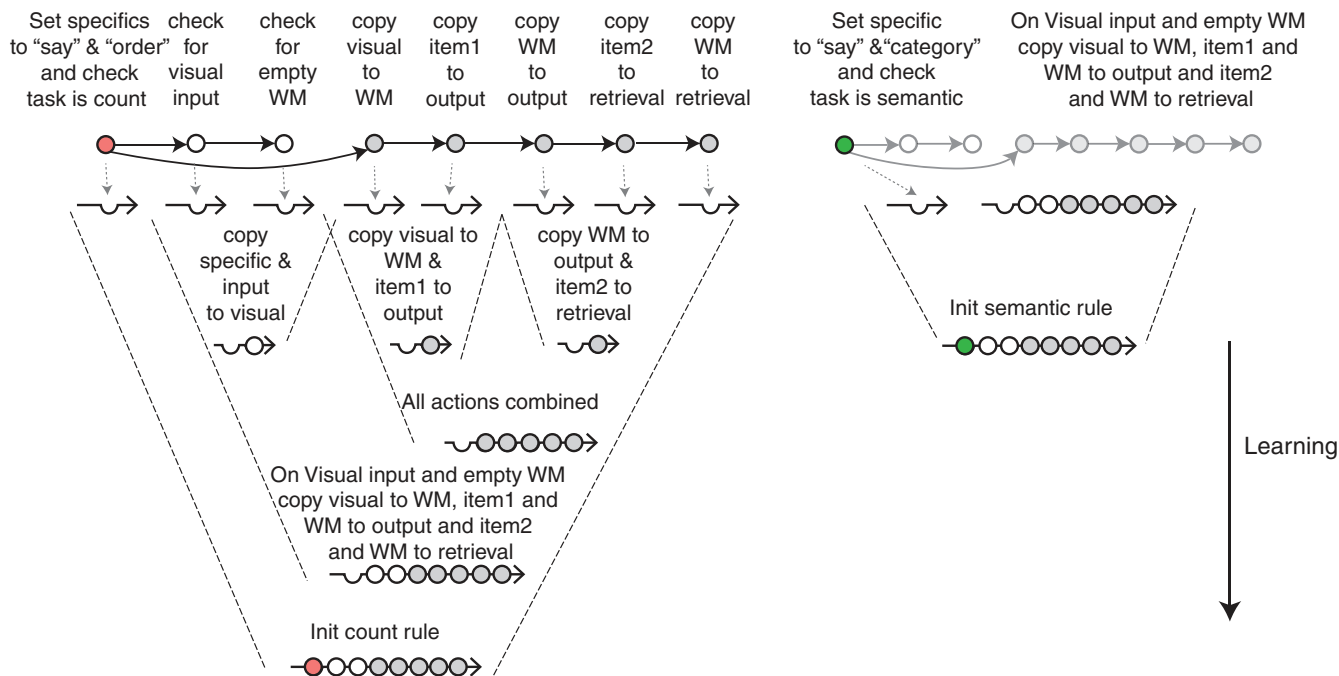 Set specifics
to “say” & “order”
and check
task is count
check
for
visual
input
check
for
empty
WM
copy
visual
to
WM
copy
item1
to
output
copy
WM
to
output
copy
item2
to
retrieval
copy
WM
to
retrieval
Set specific
to “say” &“category”
and check
task is semantic
On Visual input and empty WM
copy visual to WM, item1 and
WM to output and item2
and WM to retrieval
copy
specific &
input
to visual
copy visual to
WM &
item1 to
output
copy WM to
output &
item2 to
retrieval
Init semantic rule
All actions combined
Learning
On Visual input and empty WM
copy visual to WM, item1 and
WM to output and item2
and WM to retrieval
Init count rule